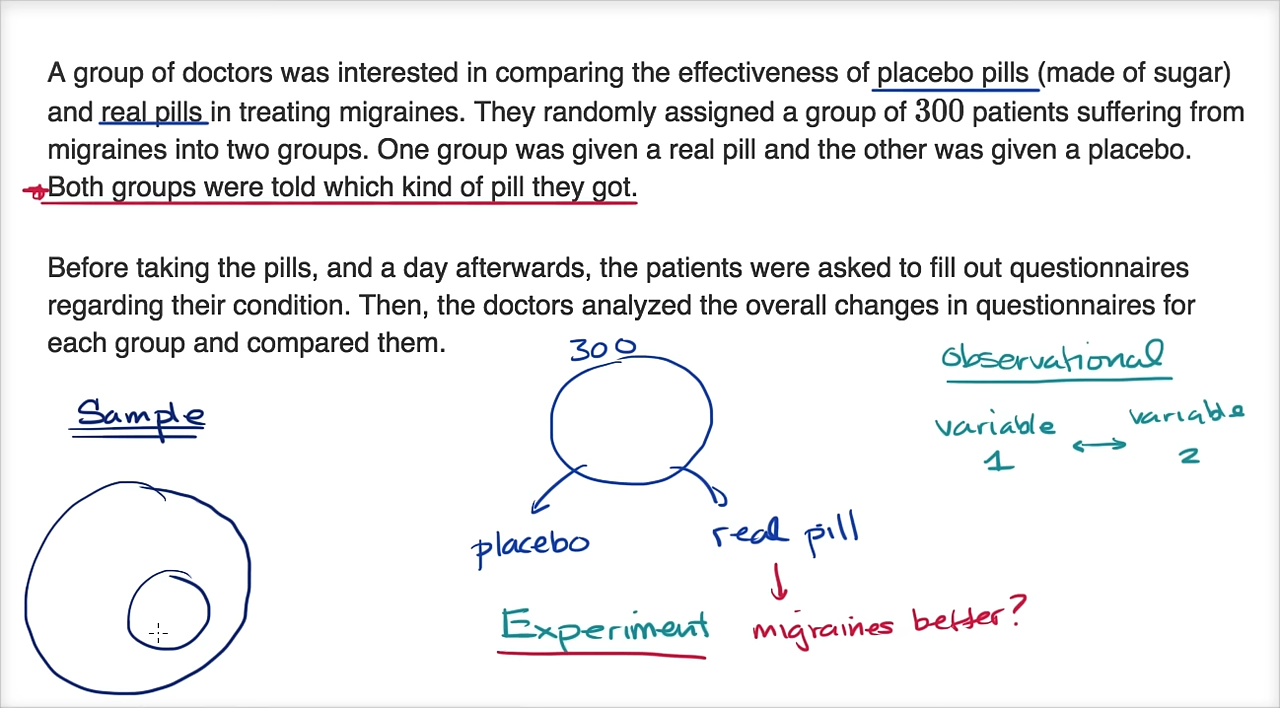 A group of doctors was interested in comparing the effectiveness of placebo pills (made of sugar)
and real pills in treating migraines. They randomly assigned a group of 300 patients suffering from
migraines into two groups. One group was given a real pill and the other was given a placebo.
Both groups were told which kind of pill they got.
Before taking the pills, and a day afterwards, the patients were asked to fill out questionnaires
regarding their condition. Then, the doctors analyzed the overall changes in questionnaires for
each group and compared them.
300
Observational
Sample
variable
1
variable
2
placebo
real pill
Experiment
migraines better?